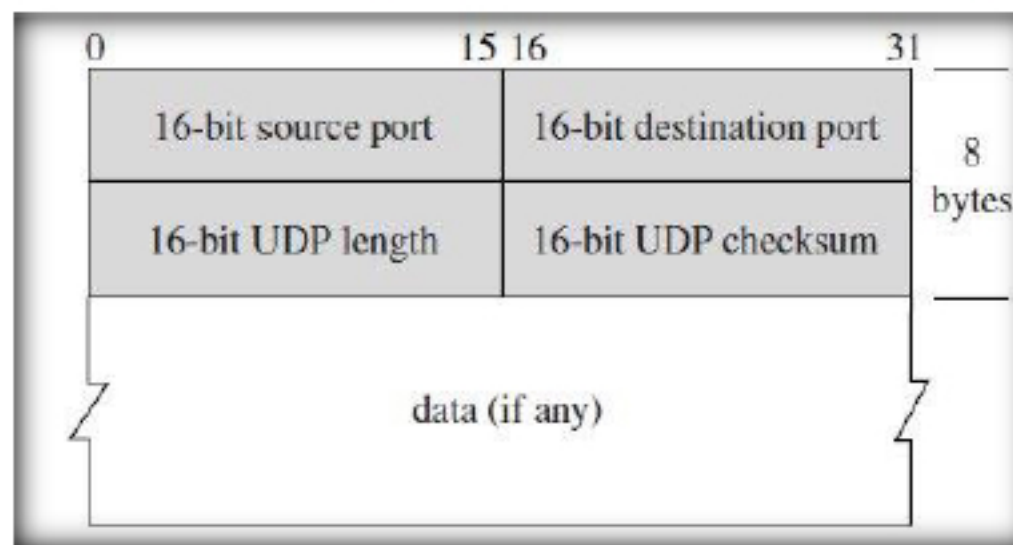 0 15 16 31
16-bit source port 16-bit destination port
8
bytes
16-bit UDP length 16-bit UDP checksum
data (if any)